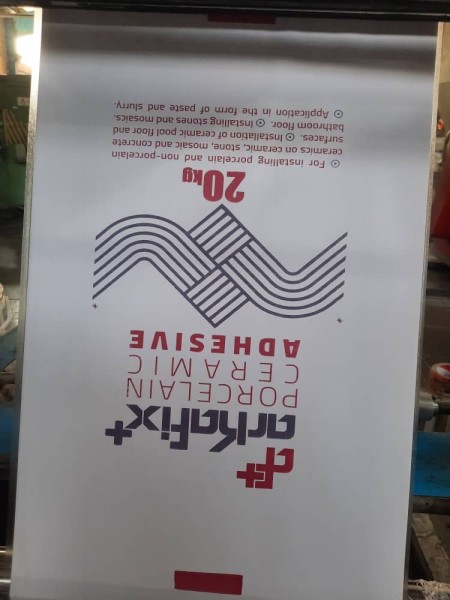 arkafix+
PORCELAIN
CERAMIC
ADHESIVE
20kg
⊙ For installing porcelain and non-porcelain
ceramics on ceramic, stone, mosaic and concrete
surfaces. ⊙ Installation of ceramic pool and floor and
bathroom floor. ⊙ Installing stones and mosaics.
⊙ Application in the form of paste and slurry.